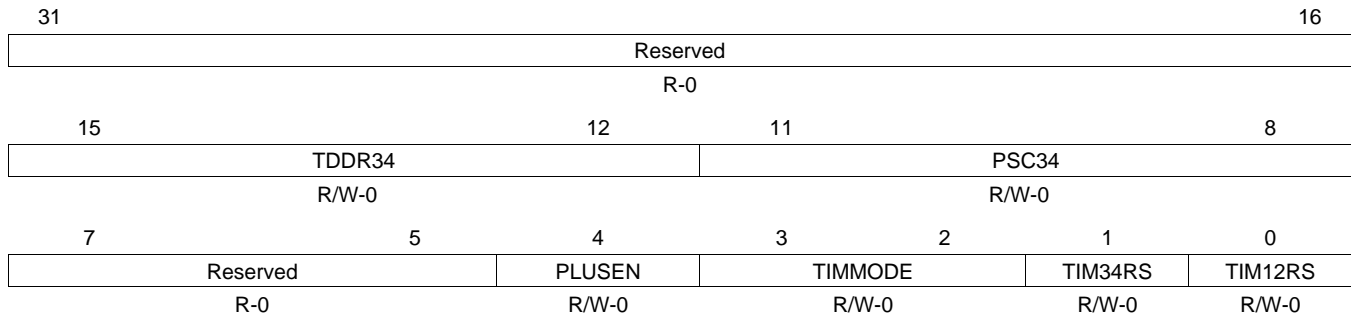 31 16
Reserved
R-0
15 12 11 8
TDDR34 PSC34
R/W-0 R/W-0
7 5 4 3 2 1 0
Reserved PLUSEN TIMMODE TIM34RS TIM12RS
R-0 R/W-0 R/W-0 R/W-0 R/W-0